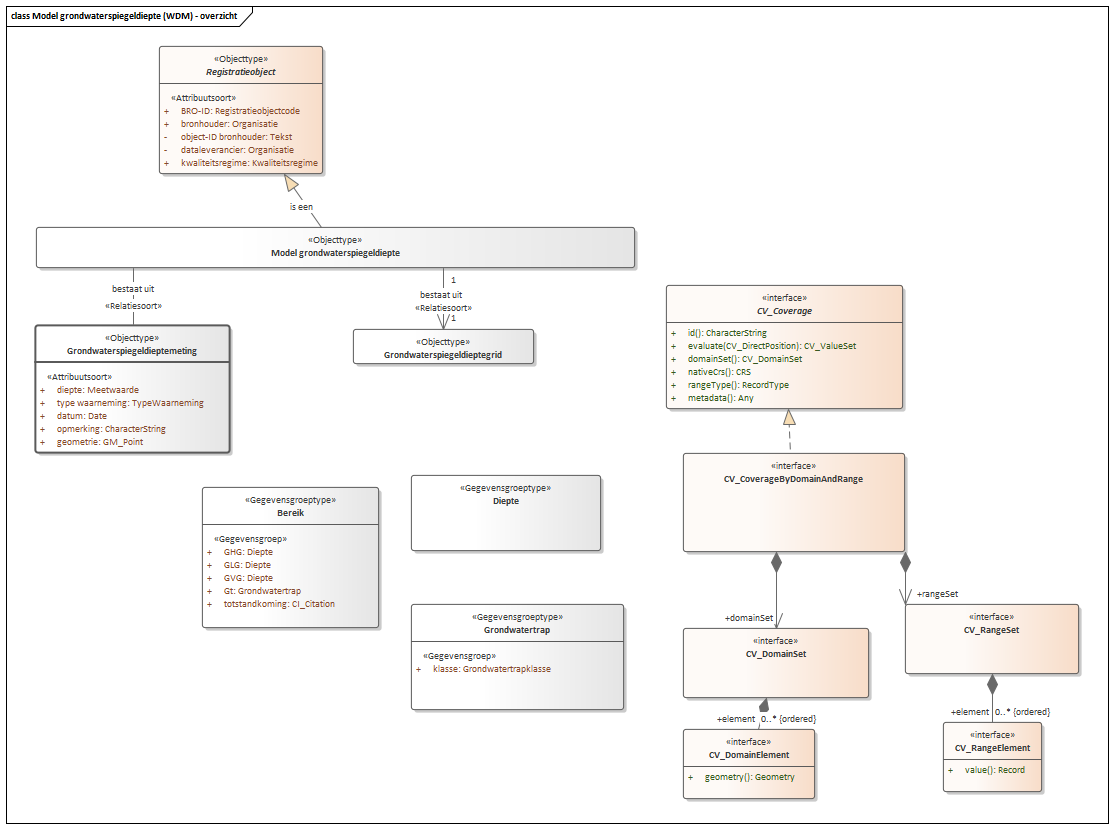 class Model grondwaterspiegeldiepte (WDM) - overzicht
«Objecttype»
Registratieobject
«Attribuutsoort»
+ BRO-ID: Registratieobjectcode
+ bronhouder: Organisatie
- object-ID bronhouder: Tekst
- dataleverancier: Organisatie
+ kwaliteitsregime: Kwaliteitsregime
is een
«Objecttype»
Model grondwaterspiegeldiepte
bestaat uit
«Relatiesoort»
1
bestaat uit
«Relatiesoort»
1
«Objecttype»
Grondwaterspiegeldieptemeting
«Attribuutsoort»
+ diepte: Meetwaarde
+ type waarneming: TypeWaarneming
+ datum: Date
+ opmerking: CharacterString
+ geometrie: GM_Point
«Objecttype»
Grondwaterspiegeldieptegrid
«interface»
CV_Coverage
+ id(): CharacterString
+ evaluate(CV_DirectPosition): CV_ValueSet
+ domainSet(): CV_DomainSet
+ nativeCrs(): CRS
+ rangeType(): RecordType
+ metadata(): Any
«interface»
CV_CoverageByDomainAndRange
«Gegevensgroeptype»
Bereik
«Gegevensgroep»
+ GHG: Diepte
+ GLG: Diepte
+ GVG: Diepte
+ Gt: Grondwatertrap
+ totstandkoming: CI_Citation
«Gegevensgroeptype»
Diepte
«Gegevensgroeptype»
Grondwatertrap
«Gegevensgroep»
+ klasse: Grondwatertrapklasse
+domainSet
+rangeSet
«interface»
CV_DomainSet
«interface»
CV_RangeSet
+element 0..* {ordered}
+element 0..* {ordered}
«interface»
CV_DomainElement
+ geometry(): Geometry
«interface»
CV_RangeElement
+ value(): Record